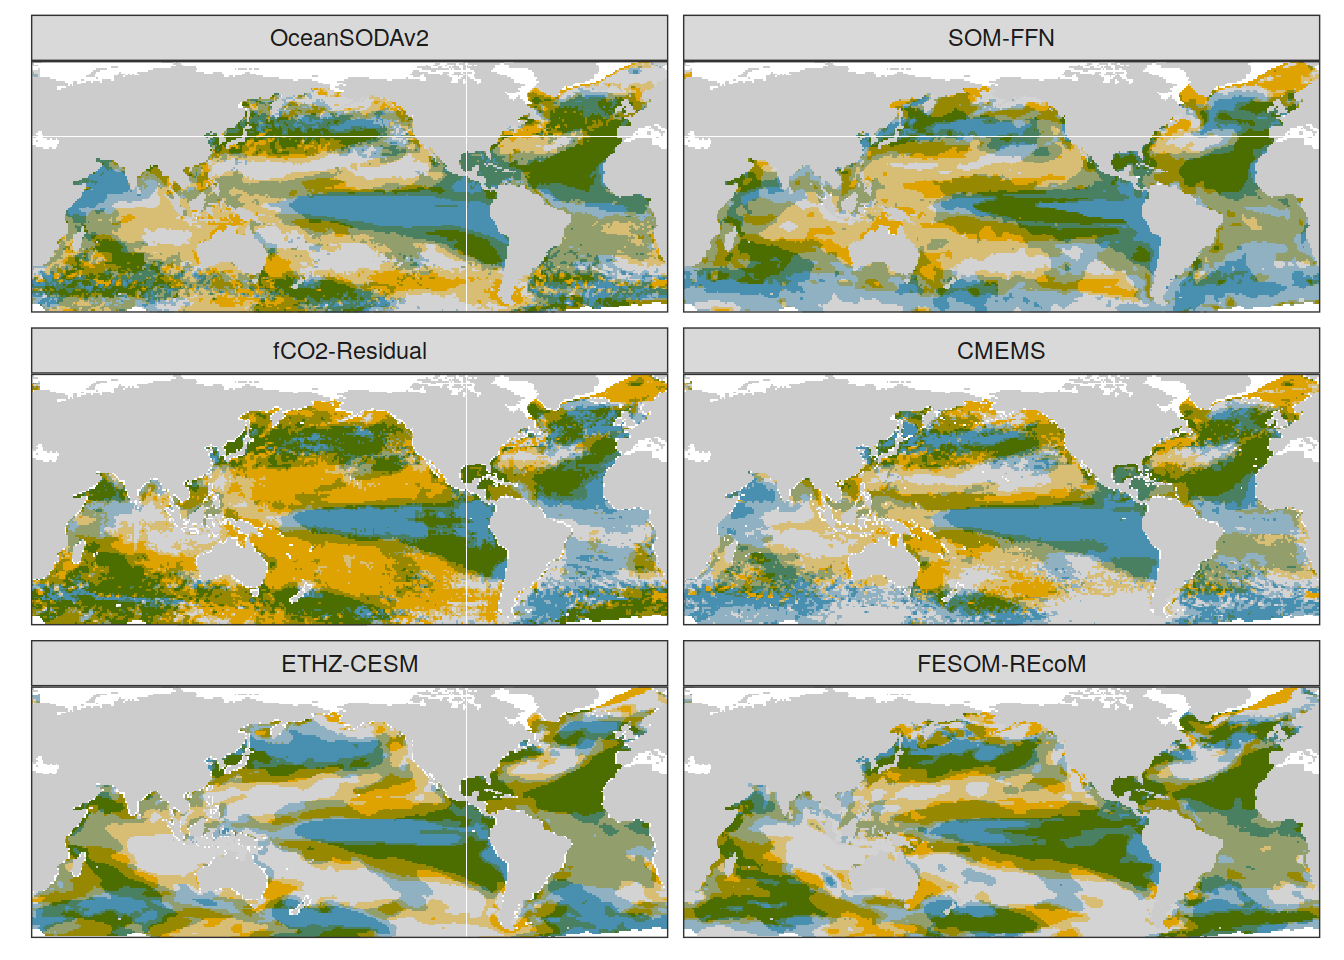 OceanSODAv2
SOM-FFN
fCO2-Residual
CMEMS
ETHZ-CESM
FESOM-REcoM